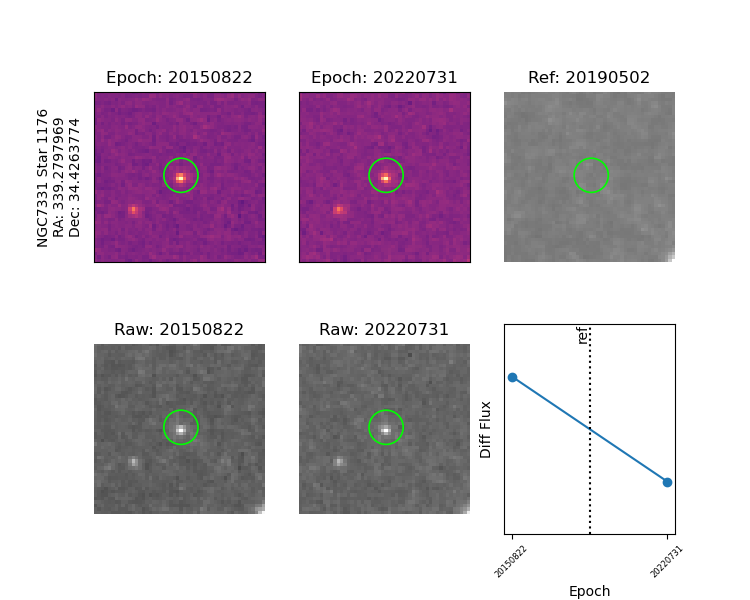 NGC7331 Star 1176
RA: 339.2797969
Dec: 34.4263774
Epoch: 20150822
Epoch: 20220731
Ref: 20190502
Raw: 20150822
Raw: 20220731
ref
Diff Flux
20150822
20220731
Epoch